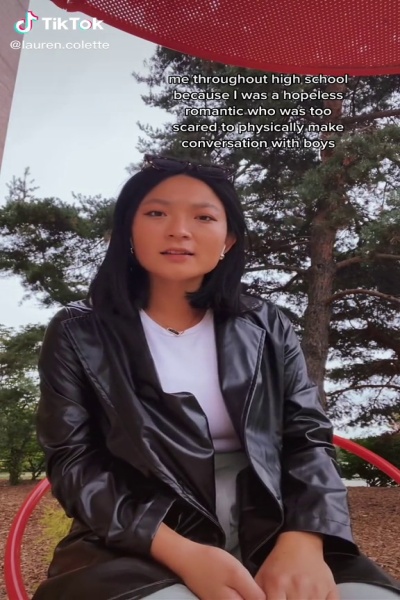 TikTok
@lauren.colette
me throughout high school
because I was a hopeless
romantic who was too
scared to physically make
conversation with boys